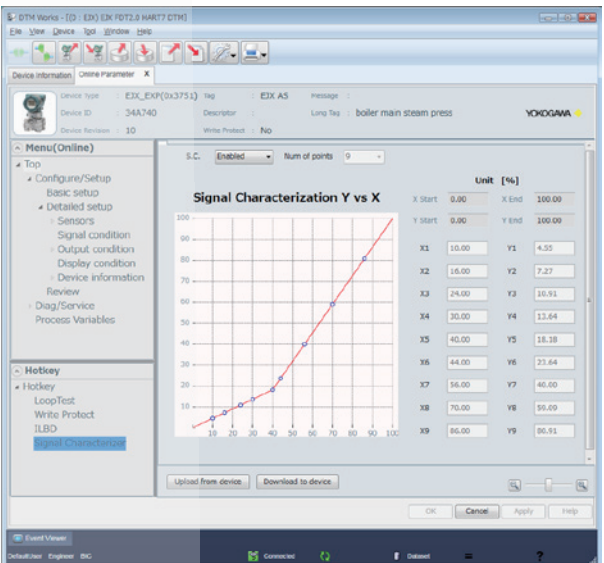 DTM Works - [(D : EJX) EJX FDT2.0 HART7 DTM]
File View Device Tool Window Help
Device Information Online Parameter X
Device Type : EJX_EXP(0x3751) Tag : EJX A5 Message :
Device ID : 34A740 Descriptor : Long Tag : boiler main steam press YOKOGAWA
Device Revision : 10 Write Protect : No
Menu(Online)
Top
Configure/Setup
Basic setup
Detailed setup
Sensors
Signal condition
Output condition
Display condition
Device information
Review
Diag/Service
Process Variables
Hotkey
Hotkey
LoopTest
Write Protect
ILBD
Signal Characterizer
S.C. Enabled Num of points 9
Unit [%]
Signal Characterization Y vs X
X Start 0.00 X End 100.00
Y Start 0.00 Y End 100.00
X1 10.00 Y1 4.55
X2 16.00 Y2 7.27
X3 24.00 Y3 10.91
X4 30.00 Y4 13.64
X5 40.00 Y5 18.18
X6 44.00 Y6 23.64
X7 56.00 Y7 40.00
X8 70.00 Y8 59.09
X9 86.00 Y9 80.91
100
90
80
70
60
50
40
30
20
10
10 20 30 40 50 60 70 80 90 100
Upload from device Download to device
OK Cancel Apply Help
Event Viewer
DefaultUser Engineer Connected Dataset = ?